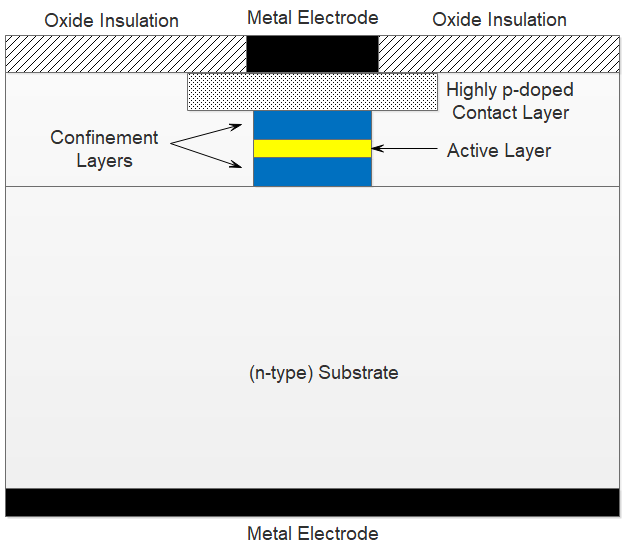 Oxide Insulation
Metal Electrode
Oxide Insulation
Highly p-doped
Contact Layer
Confinement
Layers
Active Layer
(n-type) Substrate
Metal Electrode